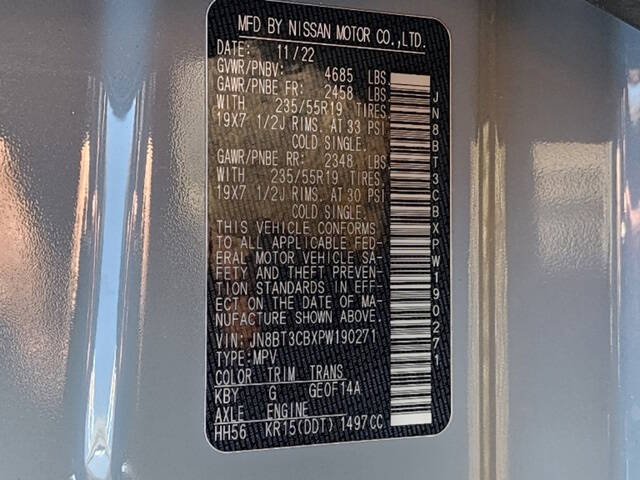 MFD BY NISSAN MOTOR CO.,LTD.
DATE: 11/22
GVWR/PNBV: 4685 LBS
GAWR/PNBE FR: 2458 LBS
WITH 235/55R19 TIRES
19X7 1/2J RIMS. AT 33 PSI
COLD SINGLE.
GAWR/PNBE RR: 2348 LBS
WITH 235/55R19 TIRES
19X7 1/2J RIMS. AT 30 PSI
COLD SINGLE.
THIS VEHICLE CONFORMS
TO ALL APPLICABLE FED-
ERAL MOTOR VEHICLE SA-
FETY AND THEFT PREVEN-
TION STANDARDS IN EFF-
ECT ON THE DATE OF MA-
NUFACTURE SHOWN ABOVE.
VIN: JN8BT3CBXPW190271
TYPE:MPV
COLOR TRIM TRANS
KBY G GE0F14A
AXLE ENGINE
HH56 KR15(DDT) 1497CC
JN8BT3CBXPW190271